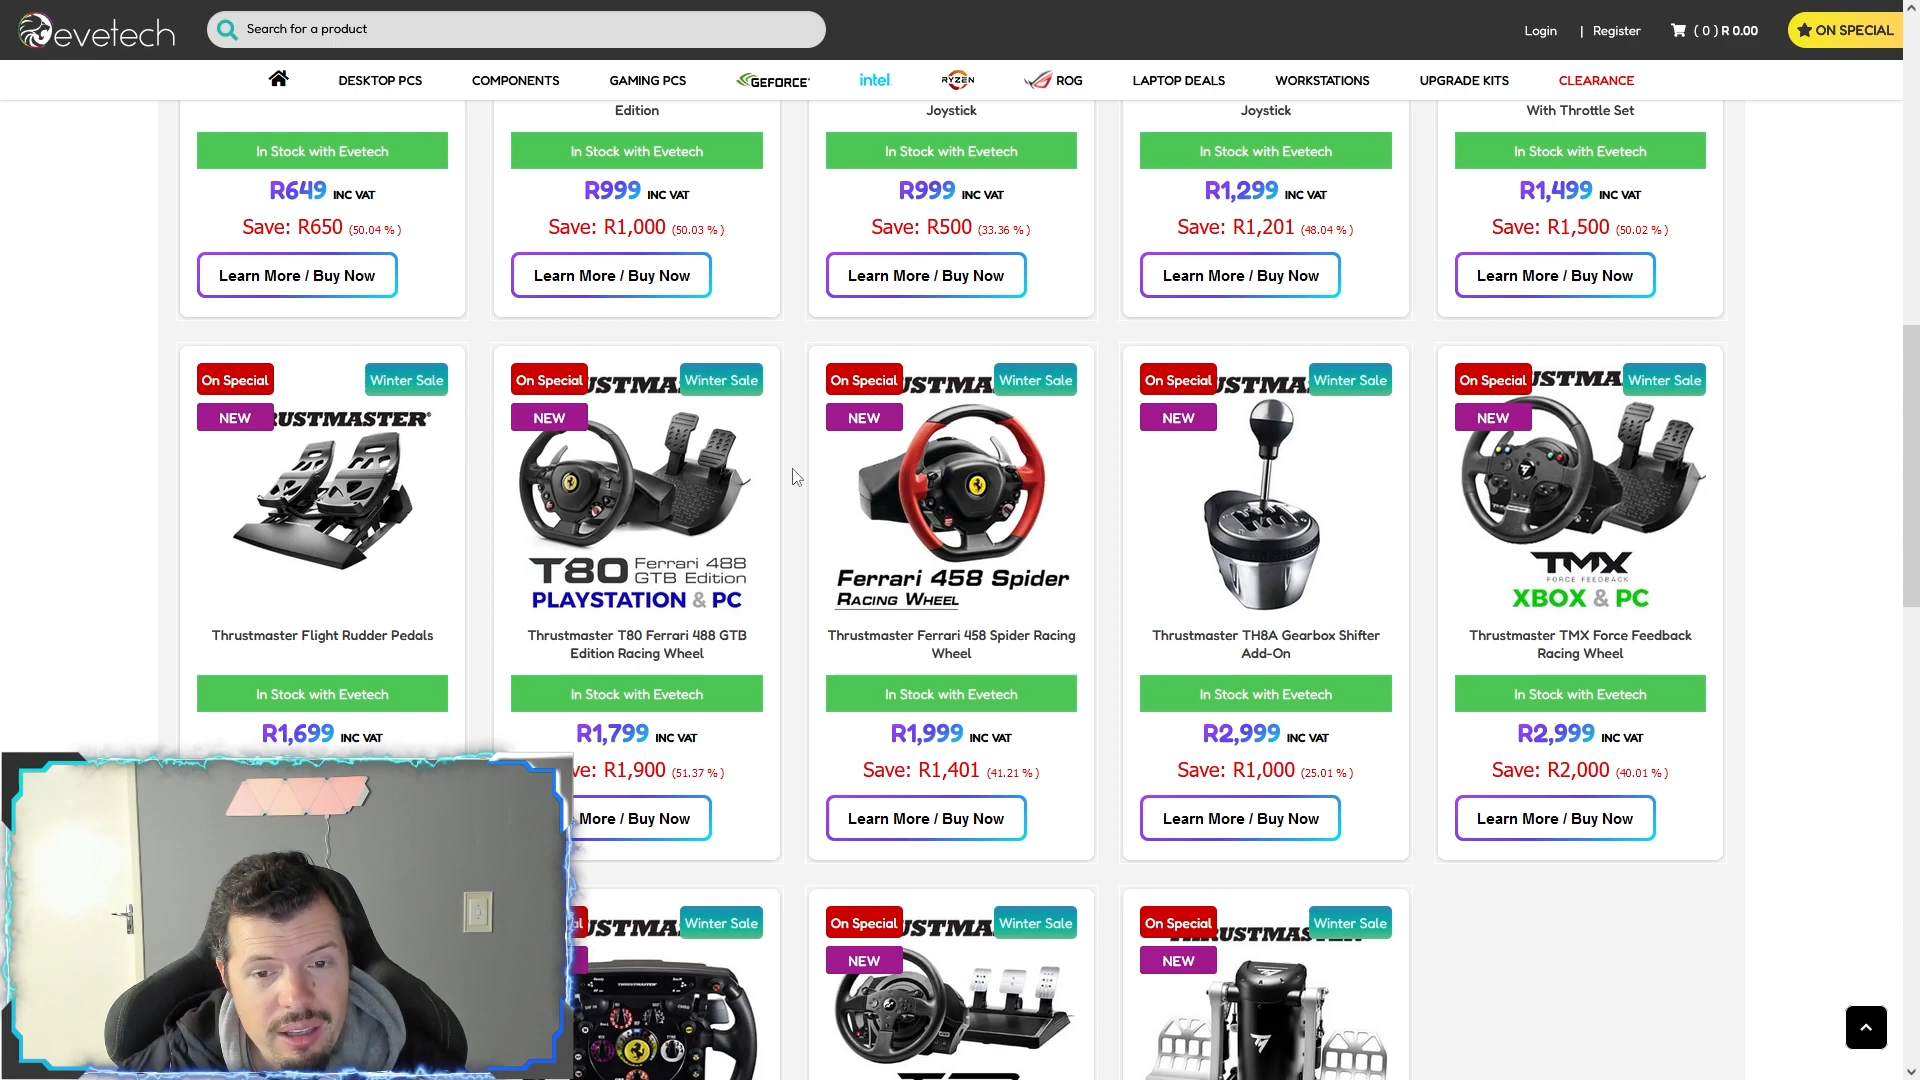 evetech
Search for a product
Login | Register
( 0 ) R 0.00
ON SPECIAL
DESKTOP PCS
COMPONENTS
GAMING PCS
GEFORCE
intel
RYZEN
ROG
LAPTOP DEALS
WORKSTATIONS
UPGRADE KITS
CLEARANCE
Edition
Joystick
Joystick
With Throttle Set
In Stock with Evetech
In Stock with Evetech
In Stock with Evetech
In Stock with Evetech
In Stock with Evetech
R649 INC VAT
R999 INC VAT
R999 INC VAT
R1,299 INC VAT
R1,499 INC VAT
Save: R650 (50.04 % )
Save: R1,000 (50.03 % )
Save: R500 (33.36 % )
Save: R1,201 (48.04 % )
Save: R1,500 (50.02 % )
Learn More / Buy Now
Learn More / Buy Now
Learn More / Buy Now
Learn More / Buy Now
Learn More / Buy Now
On Special
Winter Sale
NEW
RUSTMASTER
Thrustmaster Flight Rudder Pedals
In Stock with Evetech
R1,699 INC VAT
On Special
USTMA
Winter Sale
NEW
T80 Ferrari 488
GTB Edition
PLAYSTATION & PC
Thrustmaster T80 Ferrari 488 GTB
Edition Racing Wheel
In Stock with Evetech
R1,799 INC VAT
ve: R1,900 (51.37 % )
More / Buy Now
On Special
USTMA
Winter Sale
NEW
Ferrari 458 Spider
RACING WHEEL
Thrustmaster Ferrari 458 Spider Racing
Wheel
In Stock with Evetech
R1,999 INC VAT
Save: R1,401 (41.21 % )
Learn More / Buy Now
On Special
USTMA
Winter Sale
NEW
Thrustmaster TH8A Gearbox Shifter
Add-On
In Stock with Evetech
R2,999 INC VAT
Save: R1,000 (25.01 % )
Learn More / Buy Now
On Special
USTMA
Winter Sale
NEW
TMX
FORCE FEEDBACK
XBOX & PC
Thrustmaster TMX Force Feedback
Racing Wheel
In Stock with Evetech
R2,999 INC VAT
Save: R2,000 (40.01 % )
Learn More / Buy Now
USTMA
Winter Sale
THRUSTMASTER
On Special
USTMA
Winter Sale
NEW
On Special
Winter Sale
THRUSTMASTER
NEW